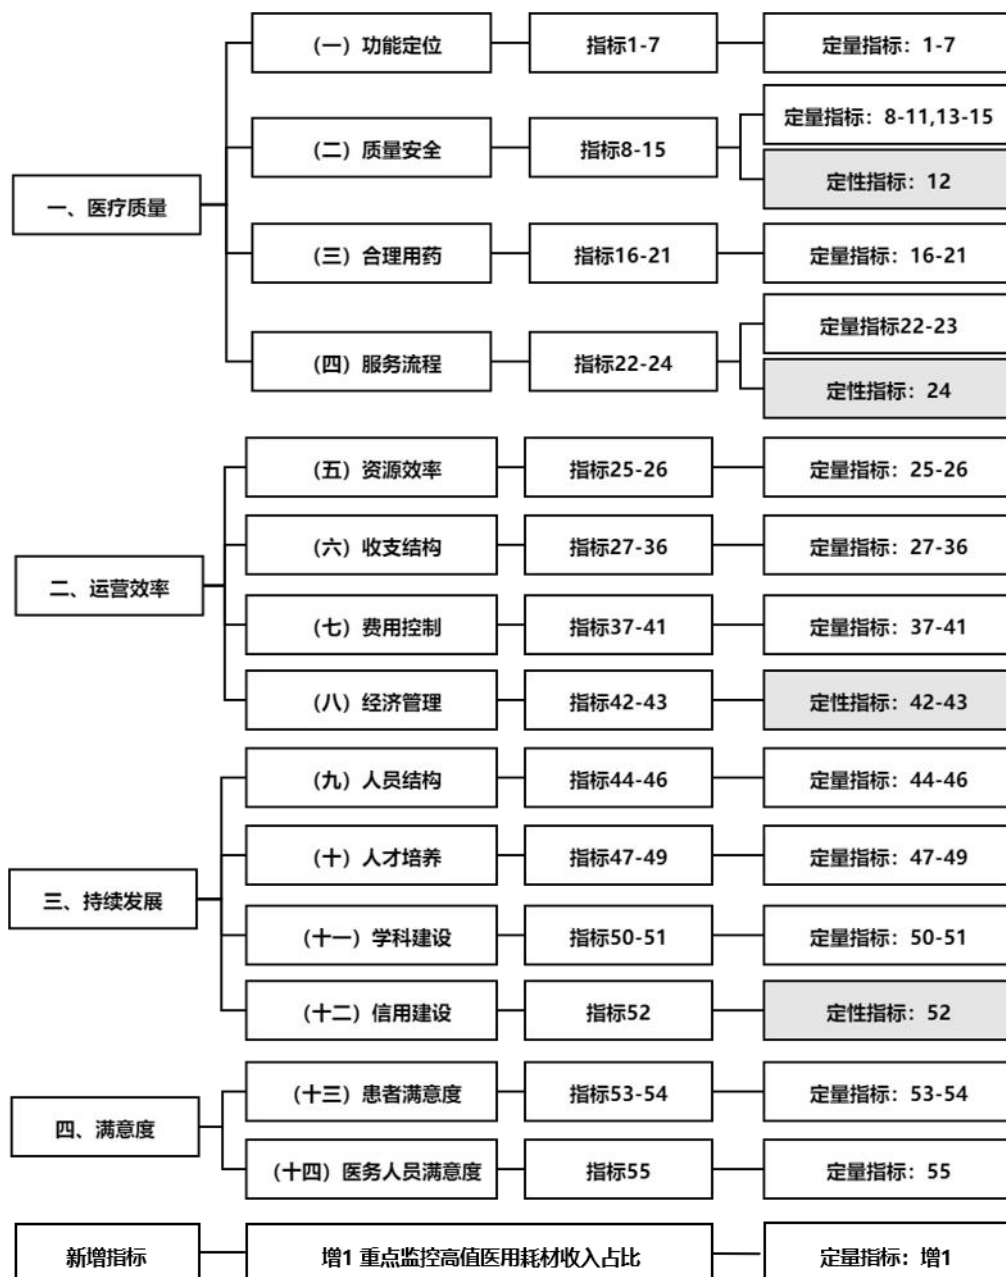 一、医疗质量
（一）功能定位
指标1-7
定量指标：1-7
（二）质量安全
指标8-15
定量指标：8-11,13-15
定性指标：12
（三）合理用药
指标16-21
定量指标：16-21
（四）服务流程
指标22-24
定量指标22-23
定性指标：24
二、运营效率
（五）资源效率
指标25-26
定量指标：25-26
（六）收支结构
指标27-36
定量指标：27-36
（七）费用控制
指标37-41
定量指标：37-41
（八）经济管理
指标42-43
定性指标：42-43
三、持续发展
（九）人员结构
指标44-46
定量指标：44-46
（十）人才培养
指标47-49
定量指标：47-49
（十一）学科建设
指标50-51
定量指标：50-51
（十二）信用建设
指标52
定性指标：52
四、满意度
（十三）患者满意度
指标53-54
定量指标：53-54
（十四）医务人员满意度
指标55
定量指标：55
新增指标
增1 重点监控高值医用耗材收入占比
定量指标：增1